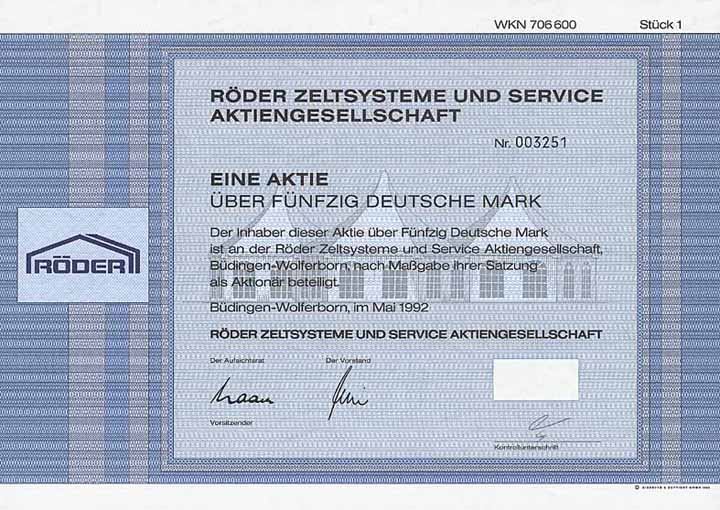 WKN 706 600 Stück 1
RÖDER ZELTSYSTEME UND SERVICE
AKTIENGESELLSCHAFT
Nr. 003251
EINE AKTIE
ÜBER FÜNFZIG DEUTSCHE MARK
Der Inhaber dieser Aktie über Fünfzig Deutsche Mark
ist an der Röder Zeltsysteme und Service Aktiengesellschaft,
Büdingen-Wolferborn, nach Maßgabe ihrer Satzung
als Aktionär beteiligt.
RÖDER
Büdingen-Wolferborn, im Mai 1992
RÖDER ZELTSYSTEME UND SERVICE AKTIENGESELLSCHAFT
Der Aufsichtsrat Der Vorstand
Vorsitzender
Kontrollunterschrift